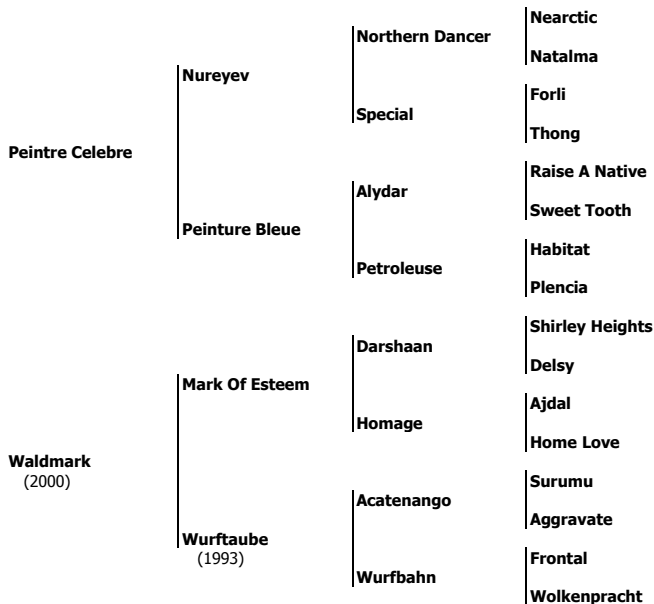 Nearctic
Northern Dancer
Natalma
Nureyev
Forli
Special
Thong
Peintre Celebre
Raise A Native
Alydar
Sweet Tooth
Peinture Bleue
Habitat
Petroleuse
Plencia
Shirley Heights
Darshaan
Delsy
Mark Of Esteem
Ajdal
Homage
Home Love
Waldmark
(2000)
Surumu
Acatenango
Aggravate
Wurftaube
(1993)
Frontal
Wurfbahn
Wolkenpracht